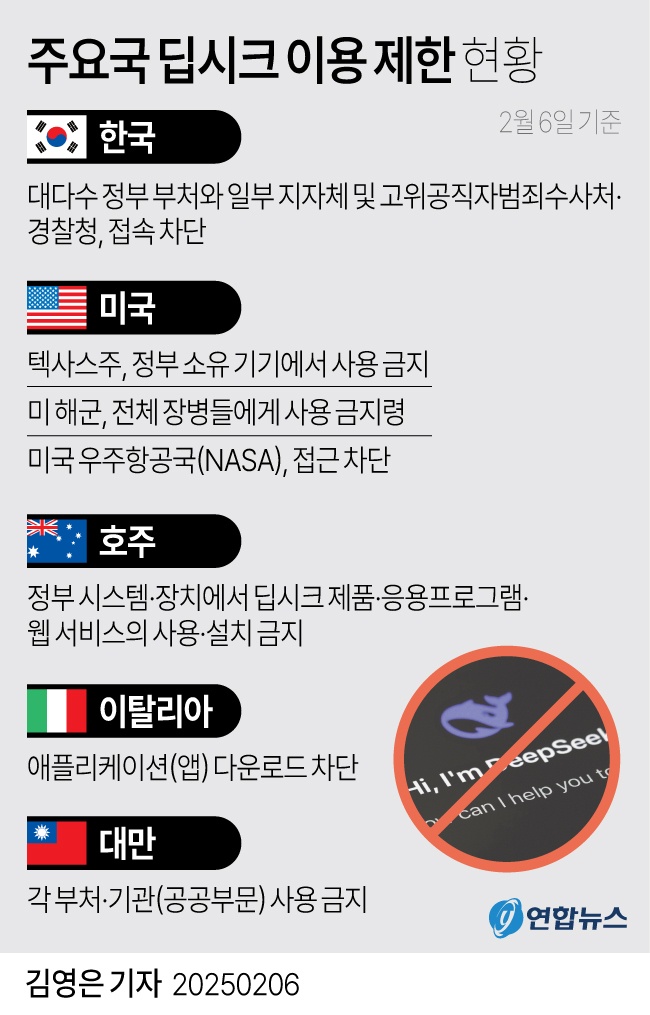 주요국 딥시크 이용 제한 현황
2월 6일 기준
한국
대다수 정부 부처와 일부 지자체 및 고위공직자범죄수사처·
경찰청, 접속 차단
미국
텍사스주, 정부 소유 기기에서 사용 금지
미 해군, 전체 장병들에게 사용 금지령
미국 우주항공국(NASA), 접근 차단
호주
정부 시스템·장치에서 딥시크 제품·응용프로그램·
웹 서비스의 사용·설치 금지
이탈리아
애플리케이션(앱) 다운로드 차단
Hi, I'm DeepSeek
can I help you to
대만
각 부처·기관(공공부문) 사용 금지
연합뉴스
김영은 기자 20250206